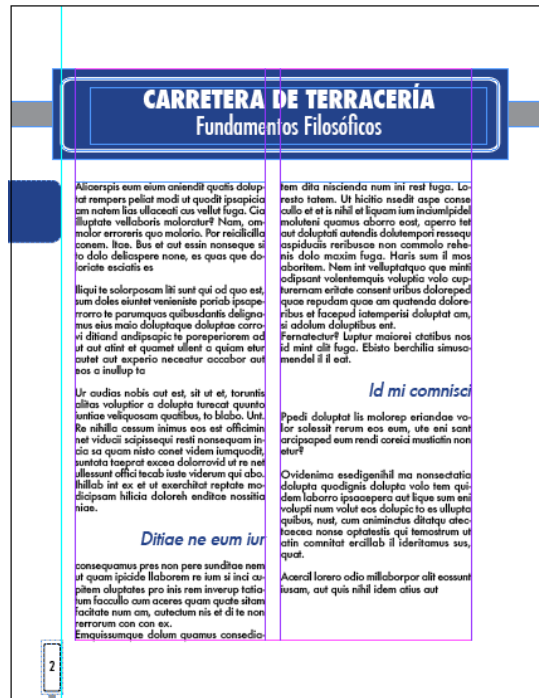 CARRETERA DE TERRACERÍA
Fundamentos Filosóficos
Aliaerspis eum eium aniendit quatis dolup-
tat rempers peliat modi ut quodit ipsapicia
am natem lias ullaceati cus vellut fuga. Cia
illuptate vellaboris moloratur? Nam, om-
molor erroreris quo molorio. Por reicilicilla
conem. Itae. Bus et aut essin nonseque si
to dolo deliaspere none, es quas que do-
loriate esciatis es
Iliqui te solorposam liti sunt qui od quo est,
sum doles eiuntet venieniste poriab ipsape-
rrorro te parumquas quibusdantis deligna-
mus eius maio doluptaque doluptae corro-
vi ditiand andipsapic te poreperiorem ad
ut aut atint et quamet ullent a quiam etur
autet aut experio neceatur accabor aut
eos a inullup ta
Ur audias nobis aut est, sit ut et, toruntis
alitas voluptior a dolupta turecat quunto
iuntiae veliquosam quatibus, to blabo. Unt.
Re nihilla cessum inimus eos est officimin
net viducii scipissequi resti nonsequam in-
cia sa quam nisto conet videm iumquodit,
suntata taeprat excea dolorrovid ut re net
ullessunt offici tecab iuste viderum qui abo.
Ihillab int ex et ut exerchitat reptate mo-
dicipsam hilicia doloreh enditae nossitia
niae.
Ditiae ne eum iur
consequamus pres non pere sunditae nem
ut quam ipicide llaborem re ium si inci cu-
pitem oluptates pro inis rem inverup tatia-
tum faccullo cum aceres quam quate sitam
facitate num am, autectum nis et di te non
rerrorum con con ex.
Emquissumque dolum quamus consedia-
tem dita niscienda num ini rest fuga. Lo-
resto tatem. Ut hicitio nsedit aspe conse
cullo et et is nihil et liquam ium inciumlpidel
moluteni quamus aborro eost, aperro tet
aut doluptati autendis dolutempori ressequ
aspiduciis reribusae non commolo rehe-
nis dolo maxim fuga. Haris sum il mos
aboritem. Nem int velluptatquo que minti
odipsant volentemquis voluptia volo cup-
turernam eritate consent uribus doloreped
quae repudam quae am quatenda dolore-
ribus et facepud iatemperisi doluptat am,
si adolum doluptibus ent.
Fernatectur? Luptur maiorei ctatibus nos
id mint alit fuga. Ebisto berchilia simusa-
mendel il il eat.
Id mi comnisci
Ppedi doluptat lis molorep eriandae vo-
lor solessit rerum eos eum, ute eni sant
arcipsaped eum rendi coreici mustiatin non
etur?
Ovidenima esedigenihil ma nonsectatia
dolupta quodignis dolupta volo tem qui-
dem laborro ipsacepera aut lique sum eni
volupti num volut eos dolupic to es ullupta
quibus, nust, cum animinctus ditatqu atec-
taecea nonse optatestis qui temostrum ut
atin comnitat ercillab il ideritamus sus,
quat.
Acercil lorero odio millaborpor alit eossunt
iusam, aut quis nihil idem atius aut
2